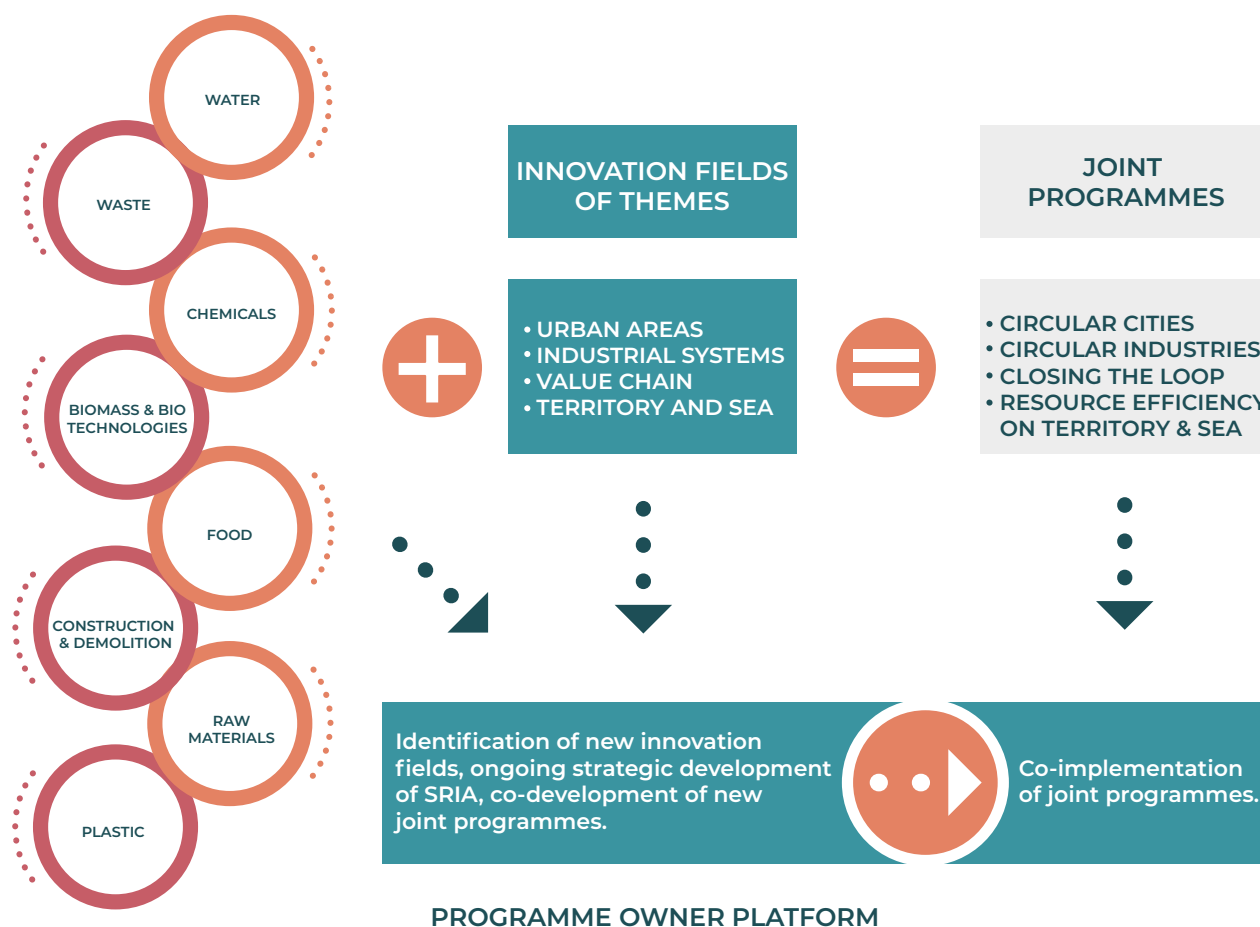 WATER
WASTE
CHEMICALS
BIOMASS & BIO
TECHNOLOGIES
FOOD
CONSTRUCTION
& DEMOLITION
RAW
MATERIALS
PLASTIC
INNOVATION FIELDS
OF THEMES
• URBAN AREAS
• INDUSTRIAL SYSTEMS
• VALUE CHAIN
• TERRITORY AND SEA
JOINT
PROGRAMMES
• CIRCULAR CITIES
• CIRCULAR INDUSTRIES
• CLOSING THE LOOP
• RESOURCE EFFICIENCY
ON TERRITORY & SEA
Identification of new innovation
fields, ongoing strategic development
of SRIA, co-development of new
joint programmes.
Co-implementation
of joint programmes.
PROGRAMME OWNER PLATFORM